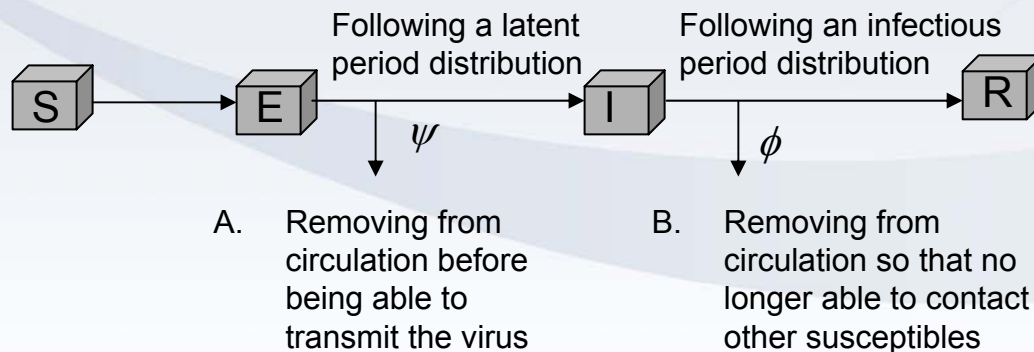 Following a latent
period distribution
Following an infectious
period distribution
S
E
I
R
ψ
ϕ
A. Removing from
circulation before
being able to
transmit the virus
B. Removing from
circulation so that no
longer able to contact
other susceptibles